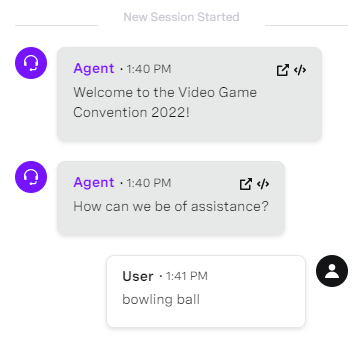 New Session Started
Agent · 1:40 PM
Welcome to the Video Game
Convention 2022!
Agent · 1:40 PM
How can we be of assistance?
User · 1:41 PM
bowling ball